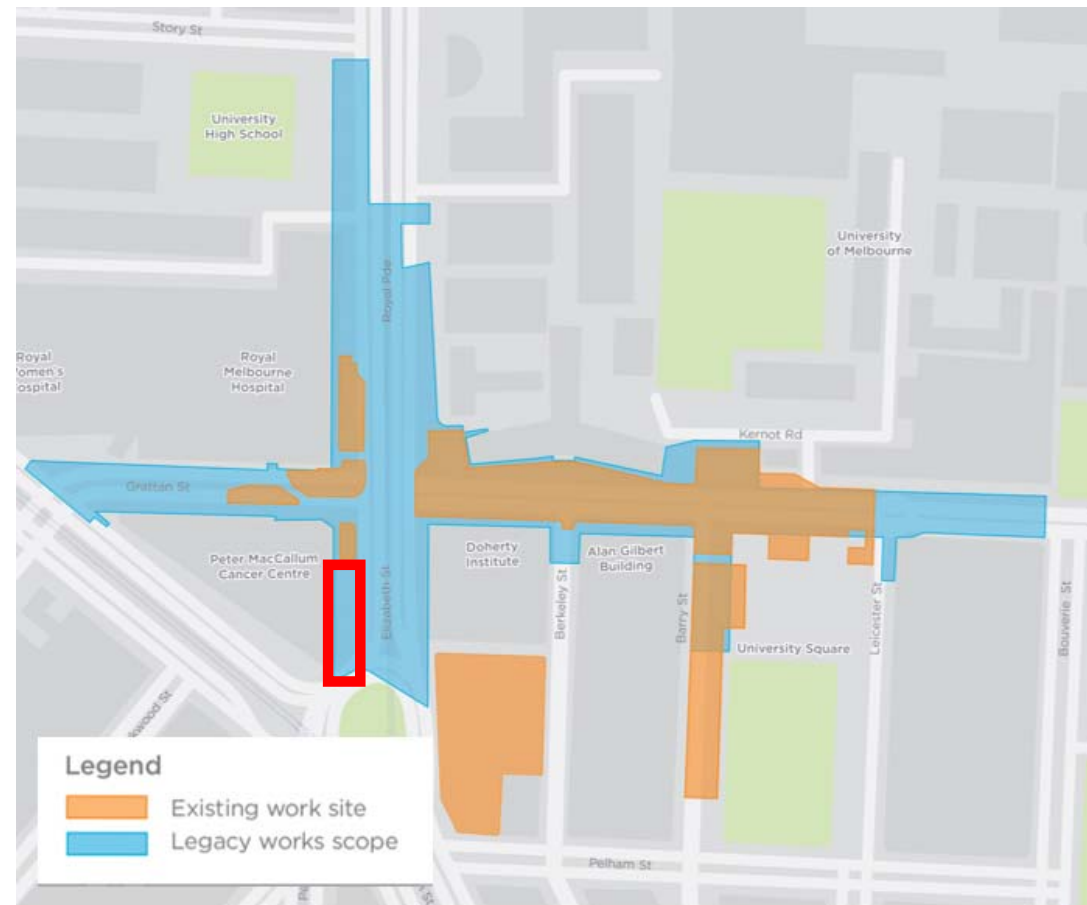 Story St
University
High School
University
of Melbourne
Royal Pde
Royal
Women's
Hospital
Royal
Melbourne
Hospital
Kernot Rd
Grattan St
Peter MacCallum
Cancer Centre
Elizabeth St
Doherty
Institute
Berkeley St
Alan Gilbert
Building
Barry St
University Square
Leicester St
Bouverie St
Pelham St
Legend
Existing work site
Legacy works scope